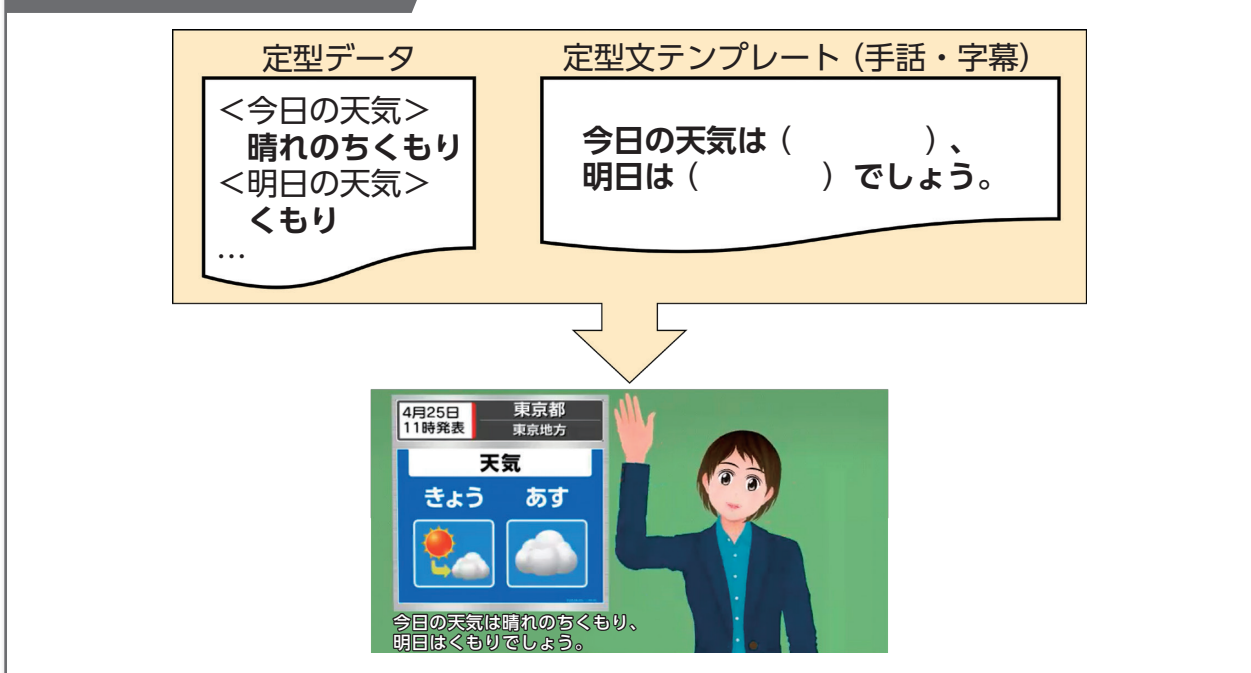 定型データ
＜今日の天気＞
晴れのちくもり
＜明日の天気＞
くもり
…
定型文テンプレート（手話・字幕）
今日の天気は（　　　　）、
明日は（　　　　）でしょう。
4月25日
11時発表
東京都
東京地方
天気
きょう　あす
今日の天気は晴れのちくもり、
明日はくもりでしょう。